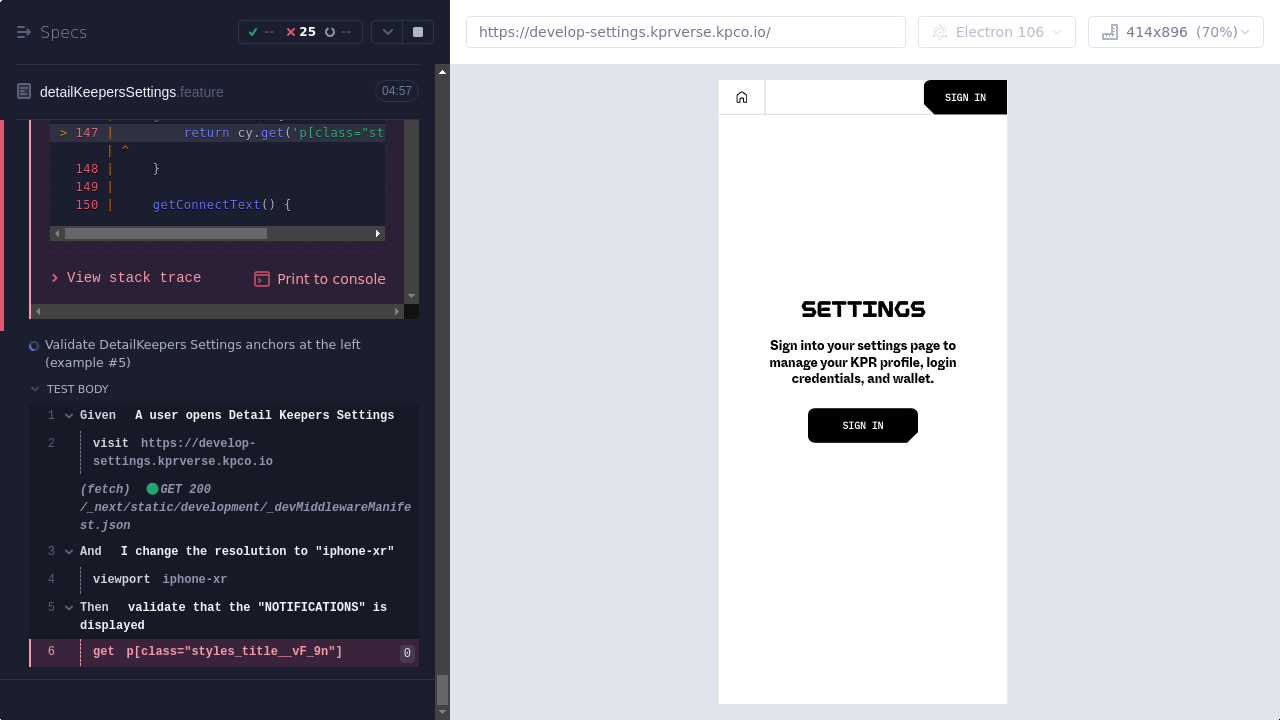 Specs
-- 25 --
https://develop-settings.kprverse.kpco.io/
Electron 106
414x896 (70%)
detailKeepersSettings.feature
04:57
> 147 | return cy.get('p[class="st
| ^
148 | }
149 |
150 | getConnectText() {
View stack trace
Print to console
Validate DetailKeepers Settings anchors at the left
(example #5)
TEST BODY
1 Given A user opens Detail Keepers Settings
2 visit https://develop-
settings.kprverse.kpco.io
(fetch) GET 200
/_next/static/development/_devMiddlewareManife
st.json
3 And I change the resolution to "iphone-xr"
4 viewport iphone-xr
5 Then validate that the "NOTIFICATIONS" is
displayed
6 get p[class="styles_title__vF_9n"] 0
SIGN IN
SETTINGS
Sign into your settings page to
manage your KPR profile, login
credentials, and wallet.
SIGN IN